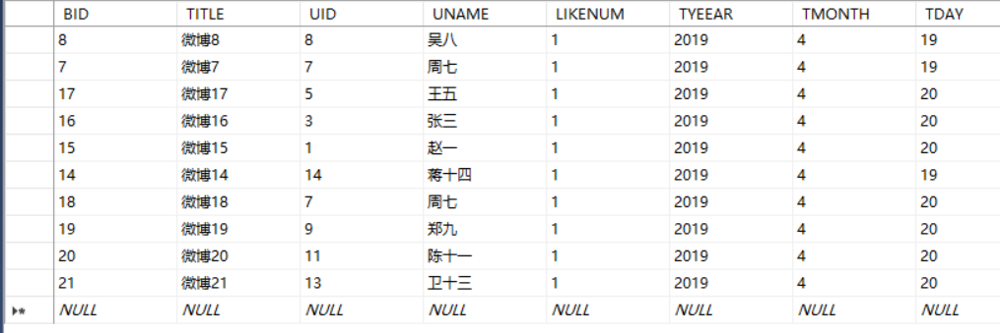 BID TITLE UID UNAME LIKENUM TYEEAR TMONTH TDAY
8 微博8 8 吴八 1 2019 4 19
7 微博7 7 周七 1 2019 4 19
17 微博17 5 王五 1 2019 4 20
16 微博16 3 张三 1 2019 4 20
15 微博15 1 赵一 1 2019 4 20
14 微博14 14 蒋十四 1 2019 4 19
18 微博18 7 周七 1 2019 4 20
19 微博19 9 郑九 1 2019 4 20
20 微博20 11 陈十一 1 2019 4 20
21 微博21 13 卫十三 1 2019 4 20
NULL NULL NULL NULL NULL NULL NULL NULL